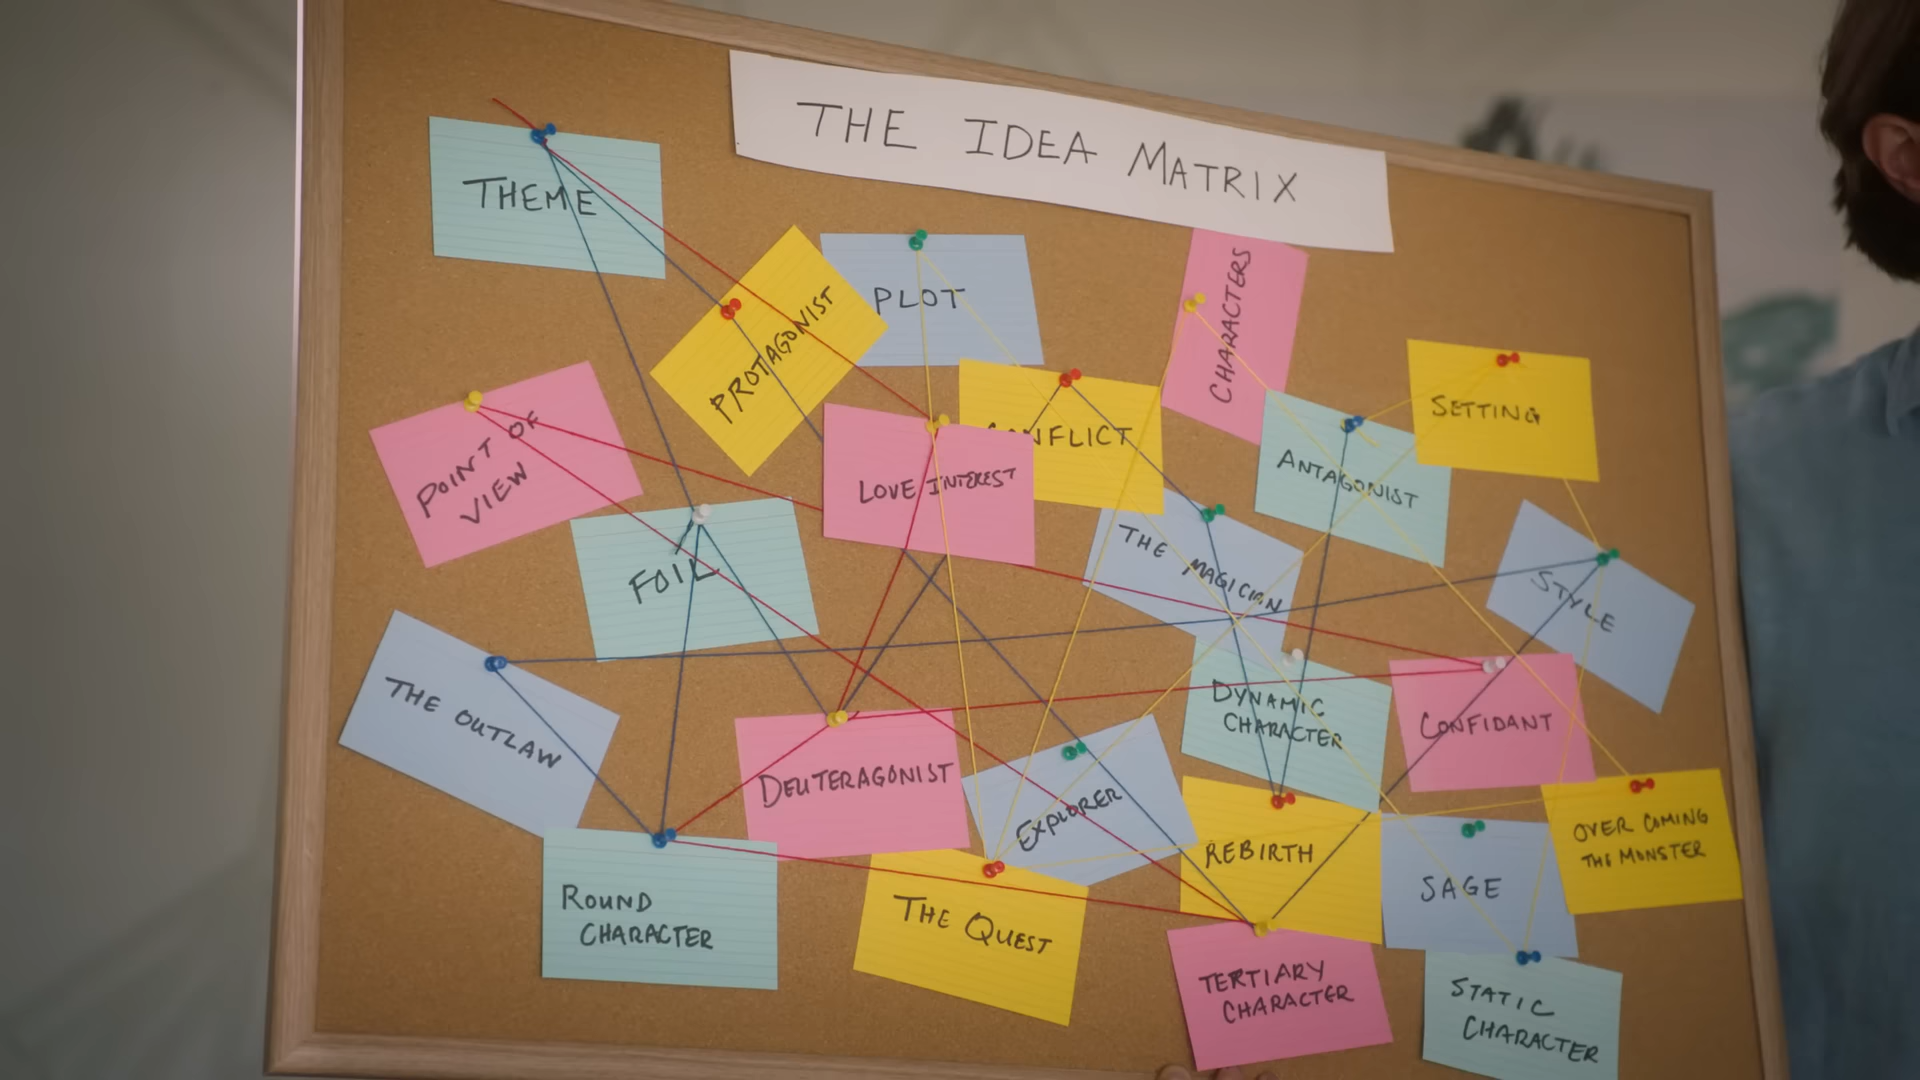 THE IDEA MATRIX
THEME
PLOT
CHARACTERS
PROTAGONIST
SETTING
POINT OF
VIEW
LOVE INTEREST
NFLICT
ANTAGONIST
FOIL
THE MAGICIAN
STYLE
THE OUTLAW
DYNAMIC
CHARACTER
CONFIDANT
DEUTERAGONIST
EXPLORER
REBIRTH
SAGE
OVER COMING
THE MONSTER
ROUND
CHARACTER
THE QUEST
TERTIARY
CHARACTER
STATIC
CHARACTER